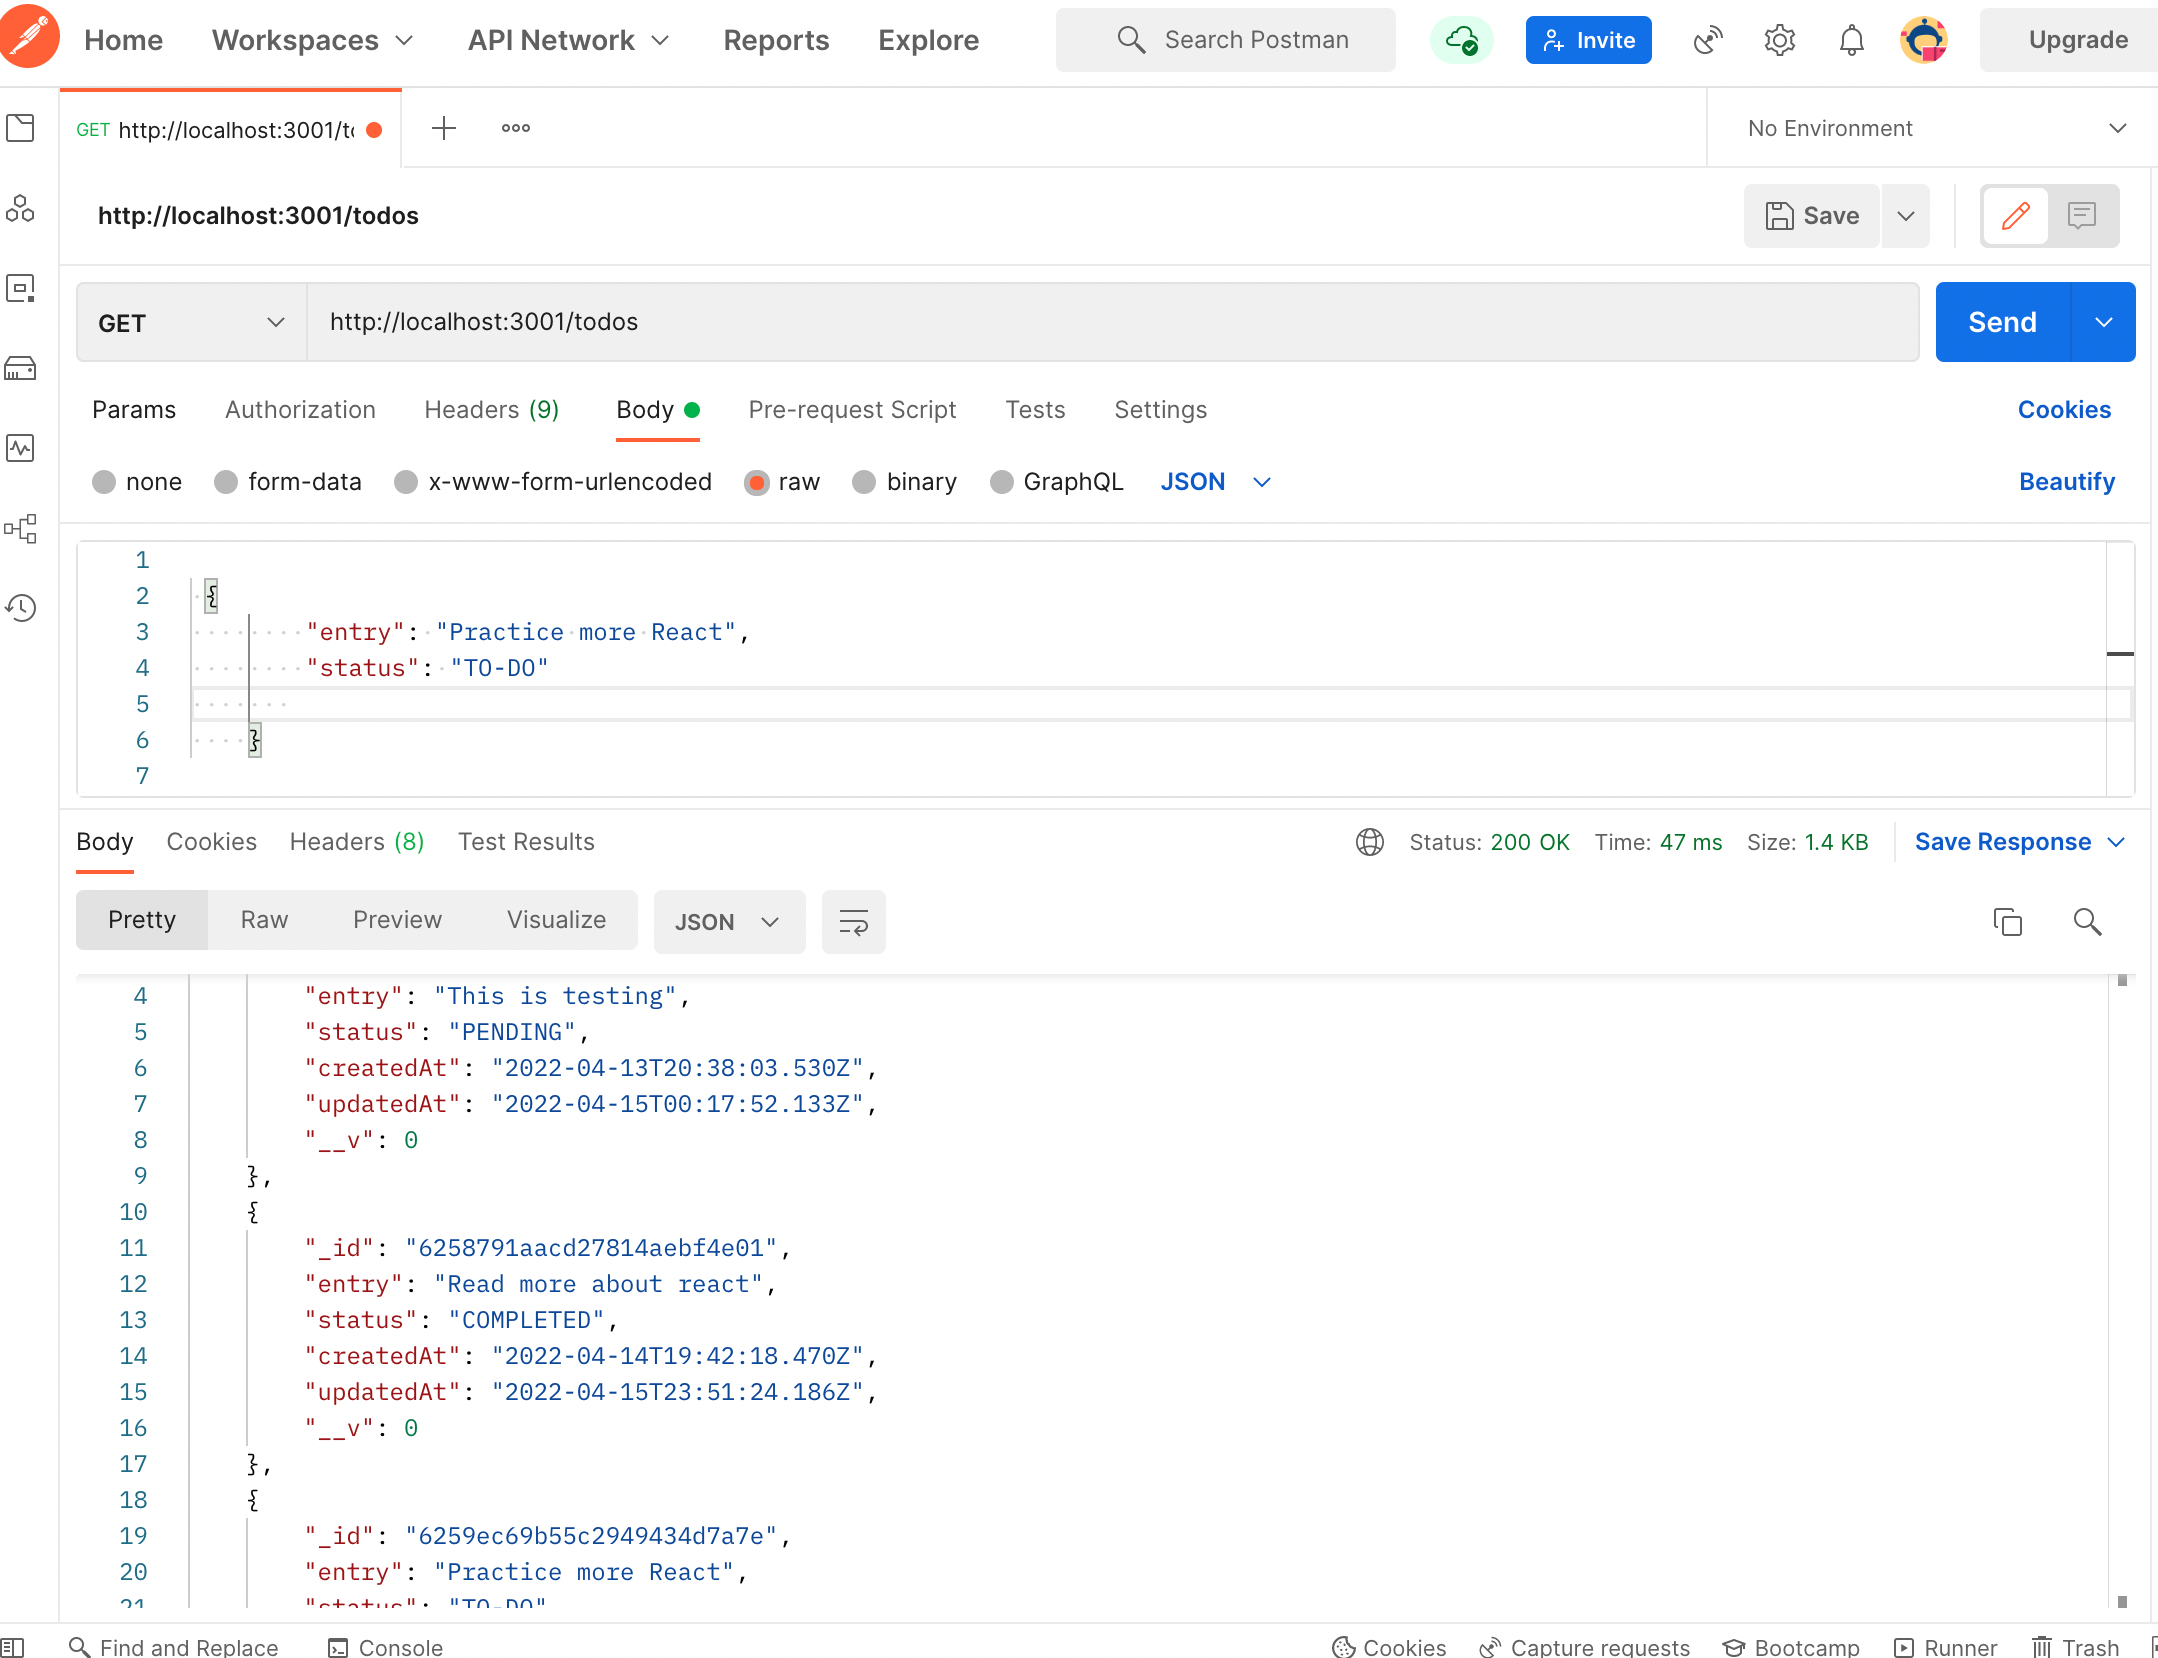 Home Workspaces API Network Reports Explore Search Postman Invite Upgrade
GET http://localhost:3001/to No Environment
http://localhost:3001/todos Save
GET http://localhost:3001/todos Send
Params Authorization Headers (9) Body Pre-request Script Tests Settings Cookies
none form-data x-www-form-urlencoded raw binary GraphQL JSON Beautify
1
2 {
3 "entry": "Practice more React",
4 "status": "TO-DO"
5
6 }
7
Body Cookies Headers (8) Test Results Status: 200 OK Time: 47 ms Size: 1.4 KB Save Response
Pretty Raw Preview Visualize JSON
4 "entry": "This is testing",
5 "status": "PENDING",
6 "createdAt": "2022-04-13T20:38:03.530Z",
7 "updatedAt": "2022-04-15T00:17:52.133Z",
8 "__v": 0
9 },
10 {
11 "_id": "6258791aacd27814aebf4e01",
12 "entry": "Read more about react",
13 "status": "COMPLETED",
14 "createdAt": "2022-04-14T19:42:18.470Z",
15 "updatedAt": "2022-04-15T23:51:24.186Z",
16 "__v": 0
17 },
18 {
19 "_id": "6259ec69b55c2949434d7a7e",
20 "entry": "Practice more React",
21 "status": "TO-DO"
Find and Replace Console Cookies Capture requests Bootcamp Runner Trash